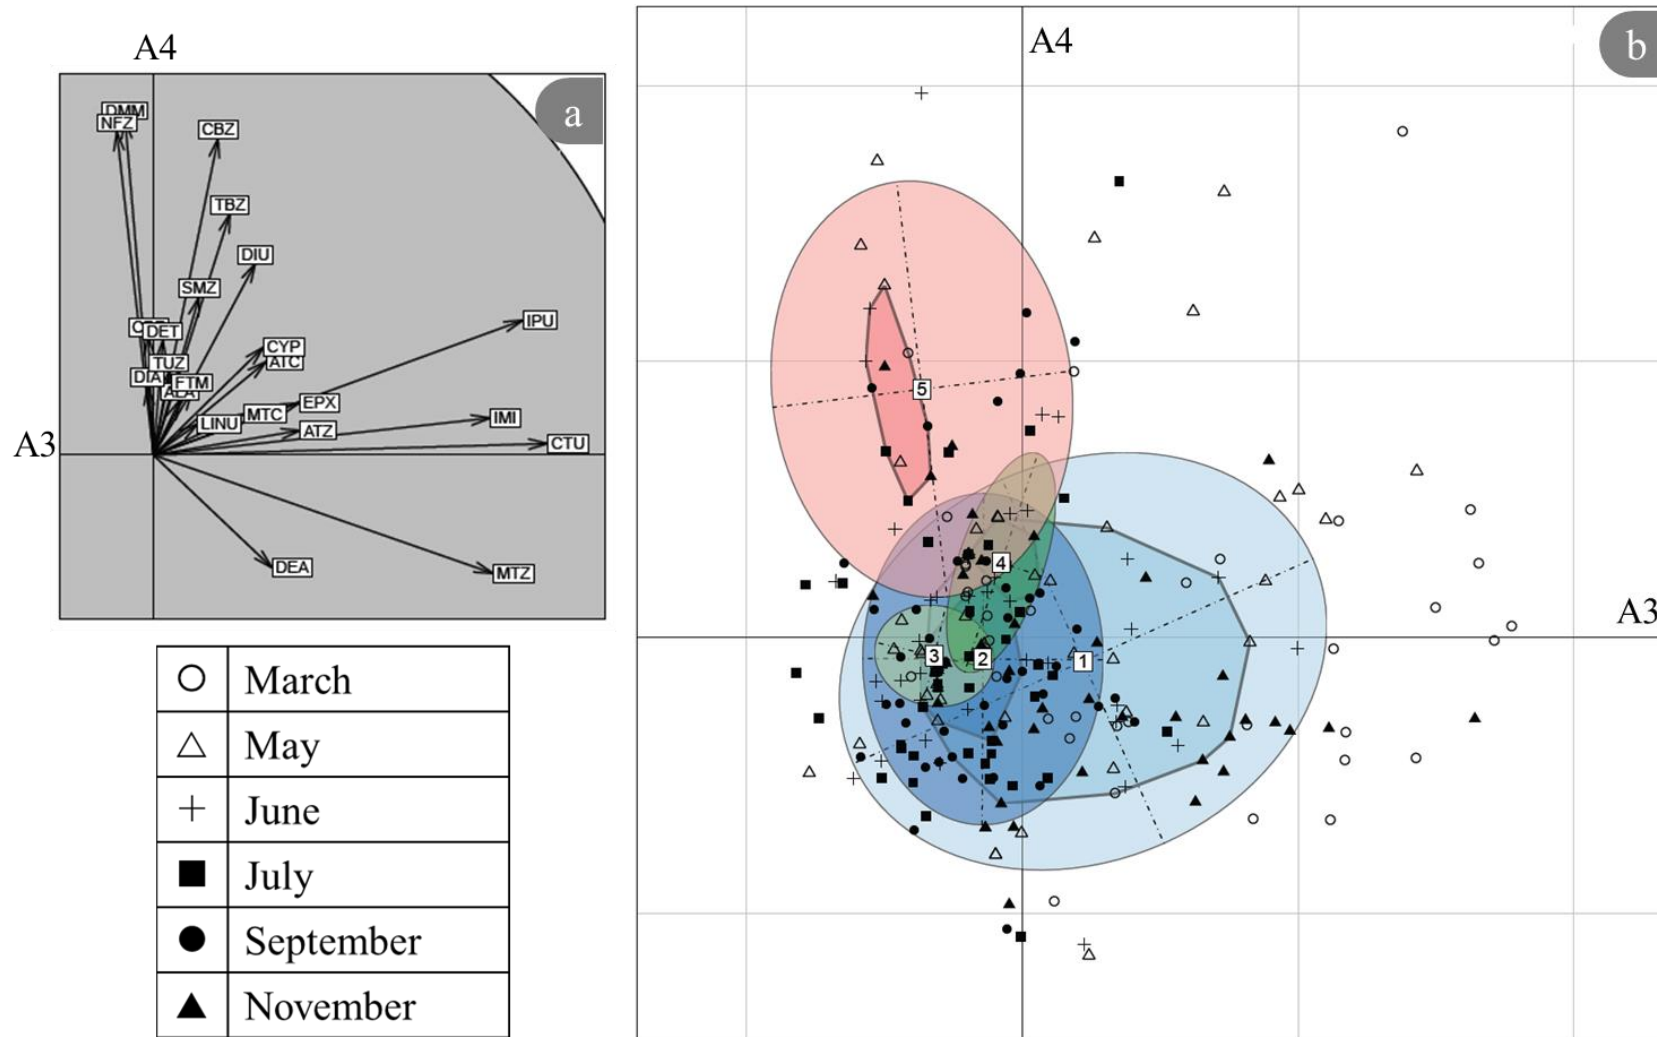 A4
a
DMM
NFZ
CBZ
TBZ
DIU
SMZ
DET
IPU
CYP
ATC
TUZ
DIA
FTM
EPX
MTC
IMI
LINU
ATZ
CTU
A3
DEA
MTZ
March
May
June
July
September
November
A4
b
5
4
A3
3
2
1